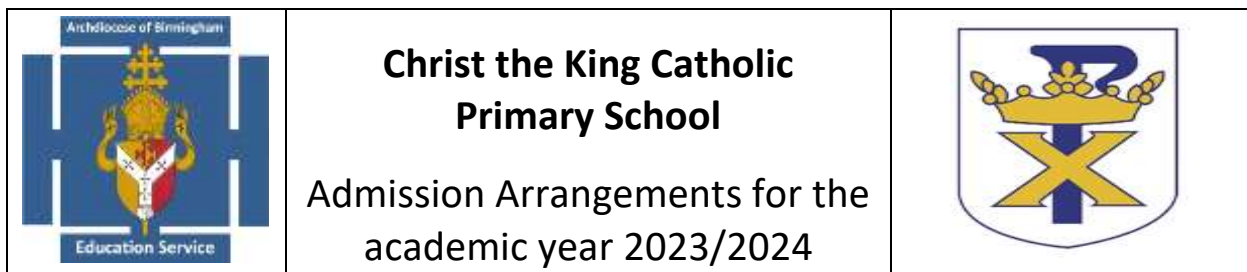 Archdiocese of Birmingham
Education Service
Christ the King Catholic
Primary School
Admission Arrangements for the
academic year 2023/2024